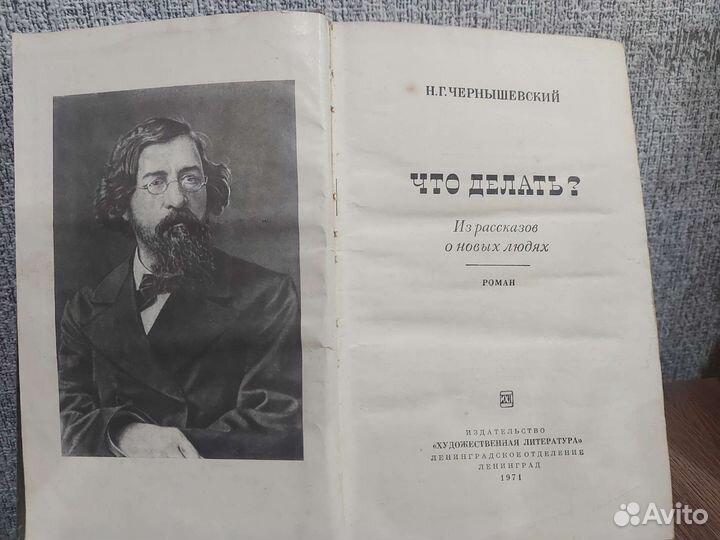 Н.Г.ЧЕРНЫШЕВСКИЙ
ЧТО ДЕЛАТЬ?
Из рассказов
о новых людях
РОМАН
ИЗДАТЕЛЬСТВО
«ХУДОЖЕСТВЕННАЯ ЛИТЕРАТУРА»
ЛЕНИНГРАДСКОЕ ОТДЕЛЕНИЕ
ЛЕНИНГРАД
1971
Avito